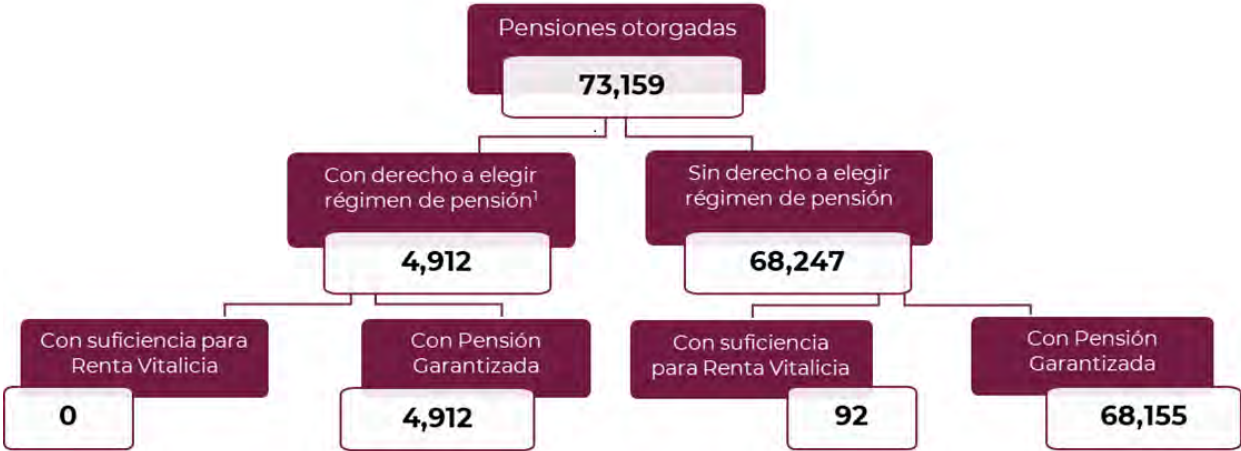 Pensiones otorgadas
73,159
Con derecho a elegir
régimen de pensión¹
4,912
Sin derecho a elegir
régimen de pensión
68,247
Con suficiencia para
Renta Vitalicia
0
Con Pensión
Garantizada
4,912
Con suficiencia
para Renta Vitalicia
92
Con Pensión
Garantizada
68,155